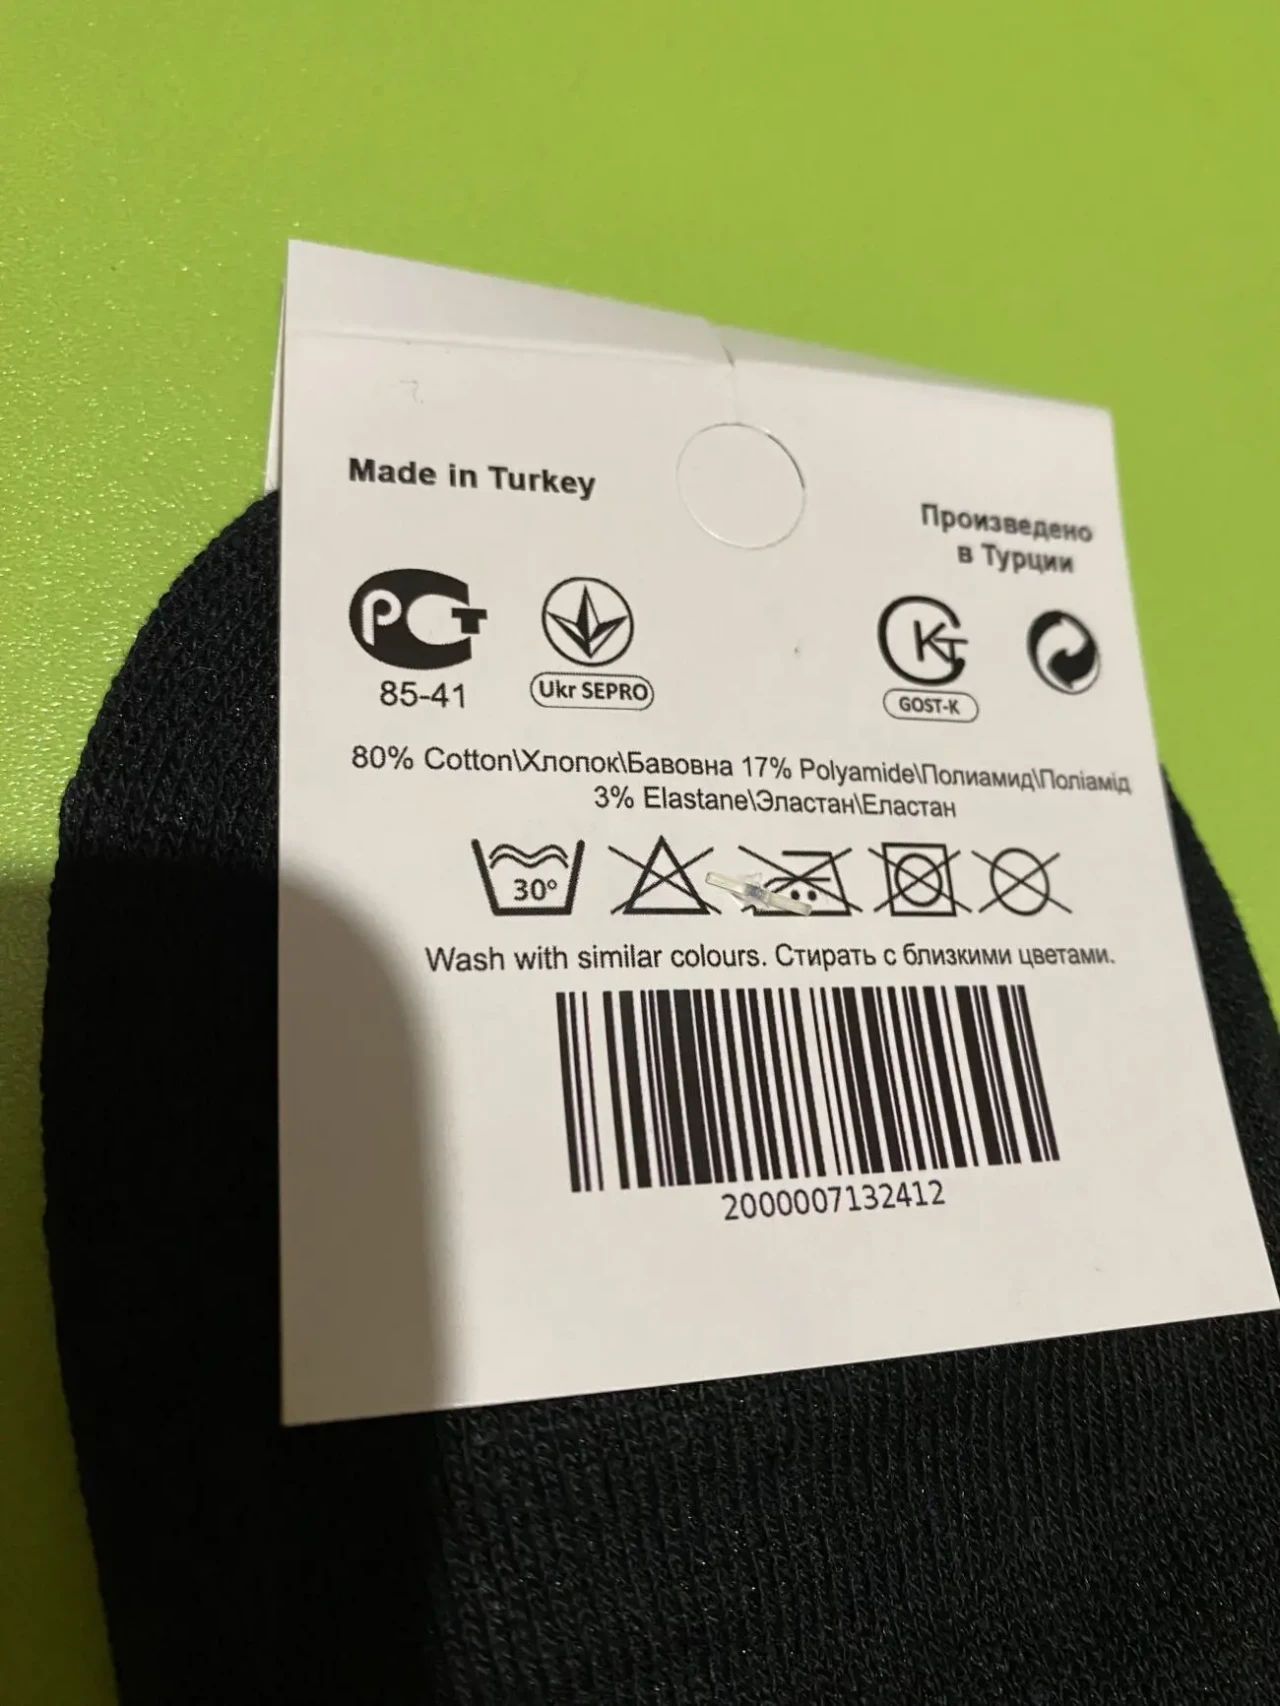 Made in Turkey
Произведено
в Турции
РСТ
85-41
Ukr SEPRO
GOST-K
80% Cotton\Хлопок\Бавовна 17% Polyamide\Полиамид\Поліамід
3% Elastane\Эластан\Еластан
30°
Wash with similar colours. Стирать с близкими цветами.
2000007132412